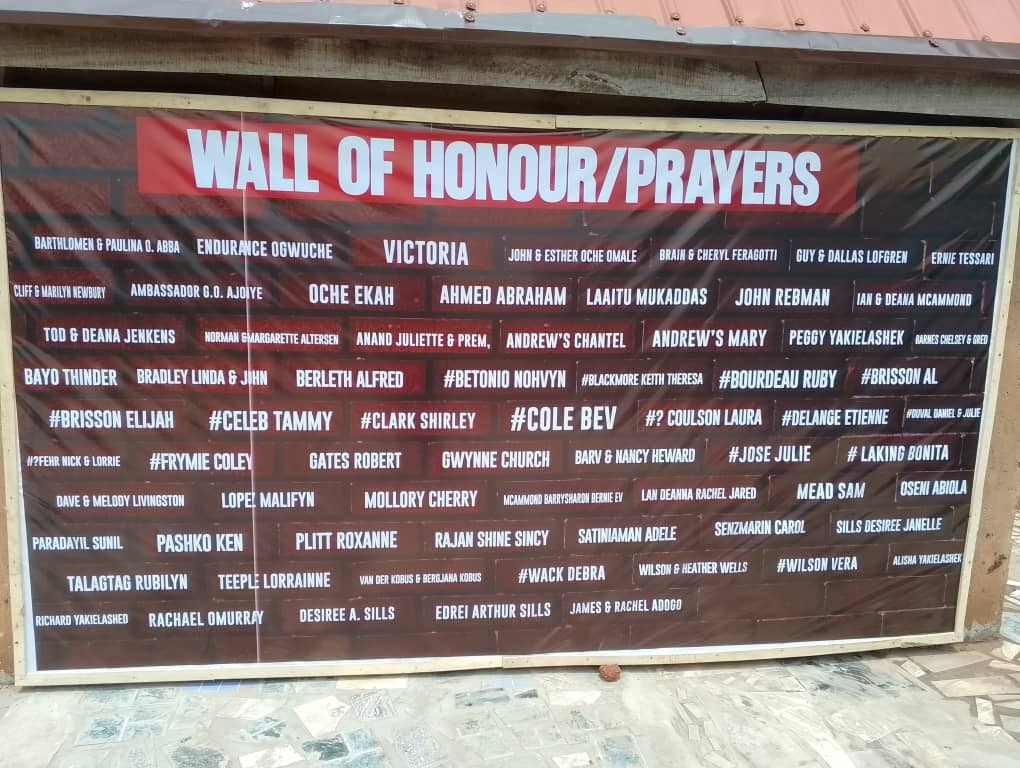 WALL OF HONOUR/PRAYERS
BARTHLOMEN & PAULINA O. ABBA ENDURANCE OGWUCHE VICTORIA JOHN & ESTHER OCHE OMALE BRAIN & CHERYL FERAGOTTI GUY & DALLAS LOFGREN ERNIE TESSARI
CLIFF & MARILYN NEWBURY AMBASSADOR G.O. AJONYE OCHE EKAH AHMED ABRAHAM LAAITU MUKADDAS JOHN REBMAN IAN & DEANA MCAMMOND
TOD & DEANA JENKENS NORMAN &MARGARETTE ALTERSEN ANAND JULIETTE & PREM, ANDREW'S CHANTEL ANDREW'S MARY PEGGY YAKIELASHEK BARNES CHELSEY & GREG
BAYO THINDER BRADLEY LINDA & JOHN BERLETH ALFRED #BETONIO NOHVYN #BLACKMORE KEITH THERESA #BOURDEAU RUBY #BRISSON AL
#BRISSON ELIJAH #CELEB TAMMY #CLARK SHIRLEY #COLE BEV #? COULSON LAURA #DELANGE ETIENNE #DUVAL DANIEL & JULIE
#?FEHR NICK & LORRIE #FRYMIE COLEY GATES ROBERT GWYNNE CHURCH BARV & NANCY HEWARD #JOSE JULIE # LAKING BONITA
DAVE & MELODY LIVINGSTON LOPEZ MALIFYN MOLLORY CHERRY MCAMMOND BARRYSHARON BERNIE EV LAN DEANNA RACHEL JARED MEAD SAM OSENI ABIOLA
PARADAYIL SUNIL PASHKO KEN PLITT ROXANNE RAJAN SHINE SINCY SATINIAMAN ADELE SENZMARIN CAROL SILLS DESIREE JANELLE
TALAGTAG RUBILYN TEEPLE LORRAINNE VAN DER KOBUS & BERGJANA KOBUS #WACK DEBRA WILSON & HEATHER WELLS #WILSON VERA ALISHA YAKIELASHEK
RICHARD YAKIELASHED RACHAEL OMURRAY DESIREE A. SILLS EDREI ARTHUR SILLS JAMES & RACHEL ADOGO